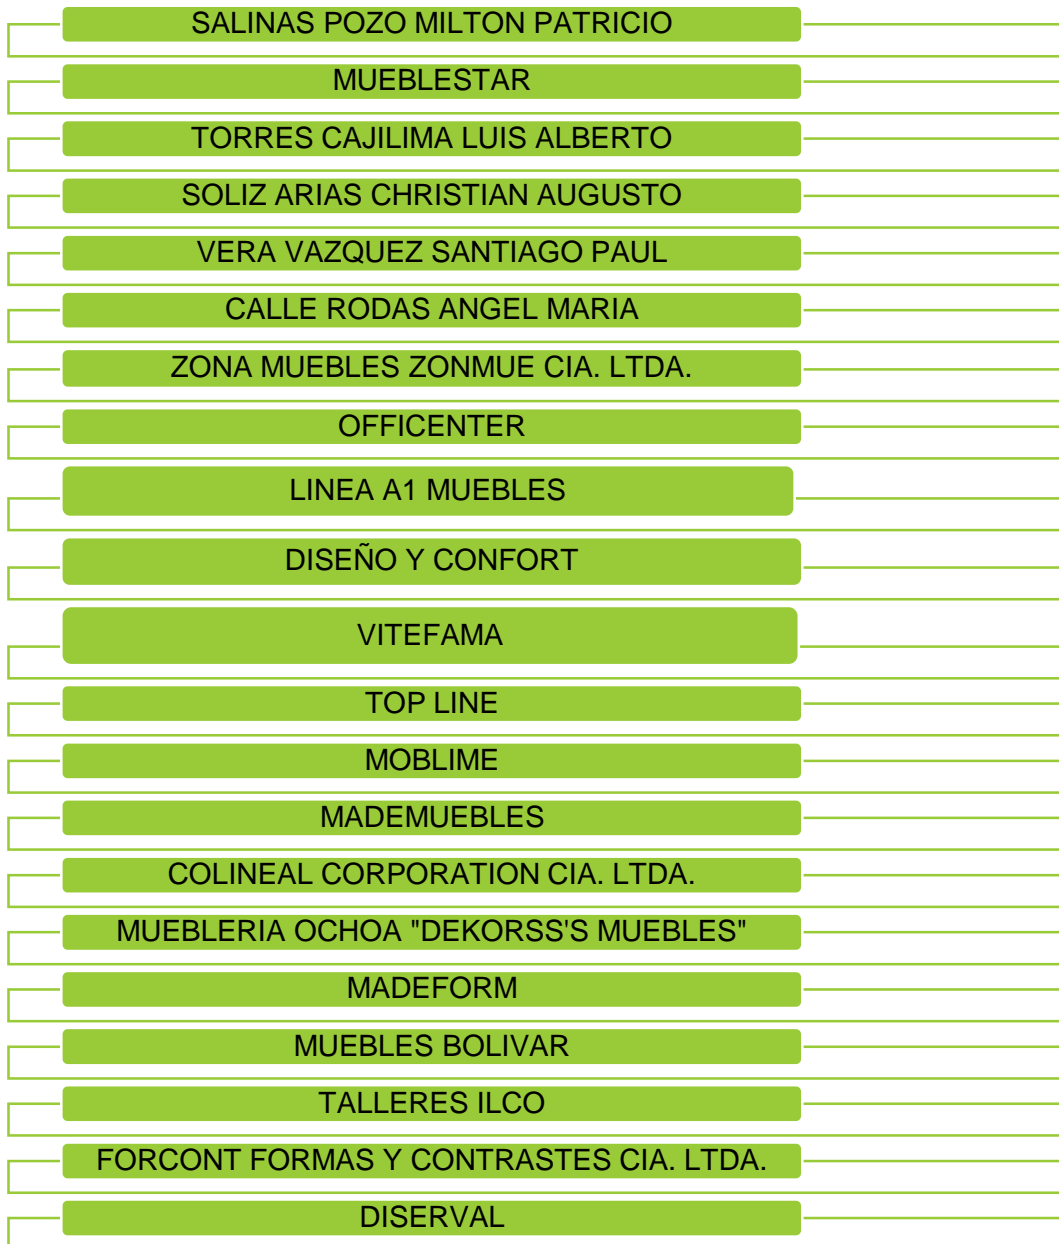 SALINAS POZO MILTON PATRICIO
MUEBLESTAR
TORRES CAJILIMA LUIS ALBERTO
SOLIZ ARIAS CHRISTIAN AUGUSTO
VERA VAZQUEZ SANTIAGO PAUL
CALLE RODAS ANGEL MARIA
ZONA MUEBLES ZONMUE CIA. LTDA.
OFFICENTER
LINEA A1 MUEBLES
DISEÑO Y CONFORT
VITEFAMA
TOP LINE
MOBLIME
MADEMUEBLES
COLINEAL CORPORATION CIA. LTDA.
MUEBLERIA OCHOA "DEKORSS'S MUEBLES"
MADEFORM
MUEBLES BOLIVAR
TALLERES ILCO
FORCONT FORMAS Y CONTRASTES CIA. LTDA.
DISERVAL